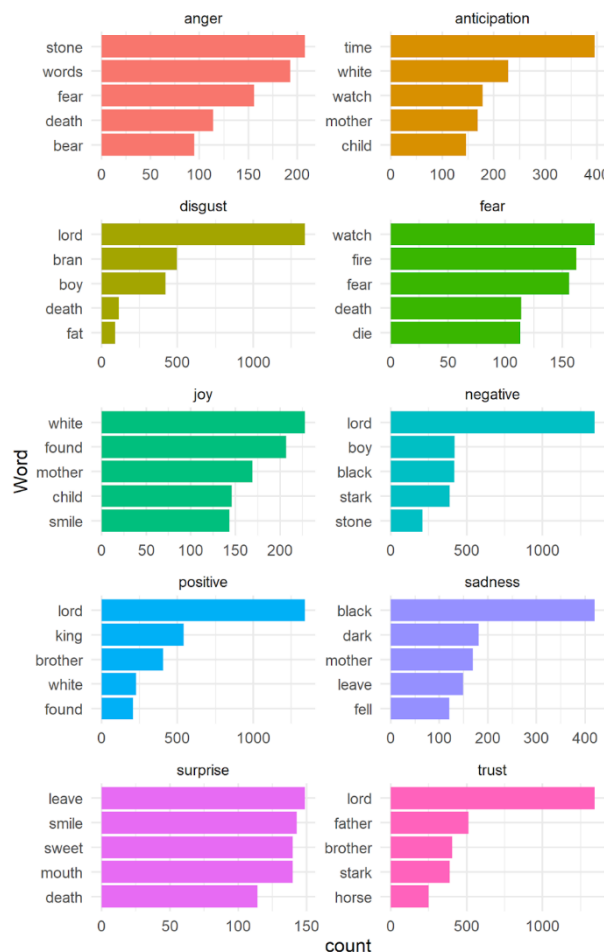 anger
stone
words
fear
death
bear
0 50 100 150 200
anticipation
time
white
watch
mother
child
0 100 200 300 400
disgust
lord
bran
boy
death
fat
0 500 1000
fear
watch
fire
fear
death
die
0 50 100 150
joy
white
found
mother
child
smile
0 50 100 150 200
negative
lord
boy
black
stark
stone
0 500 1000
positive
lord
king
brother
white
found
0 500 1000
sadness
black
dark
mother
leave
fell
0 100 200 300 400
surprise
leave
smile
sweet
mouth
death
0 50 100 150
trust
lord
father
brother
stark
horse
0 500 1000
Word
count